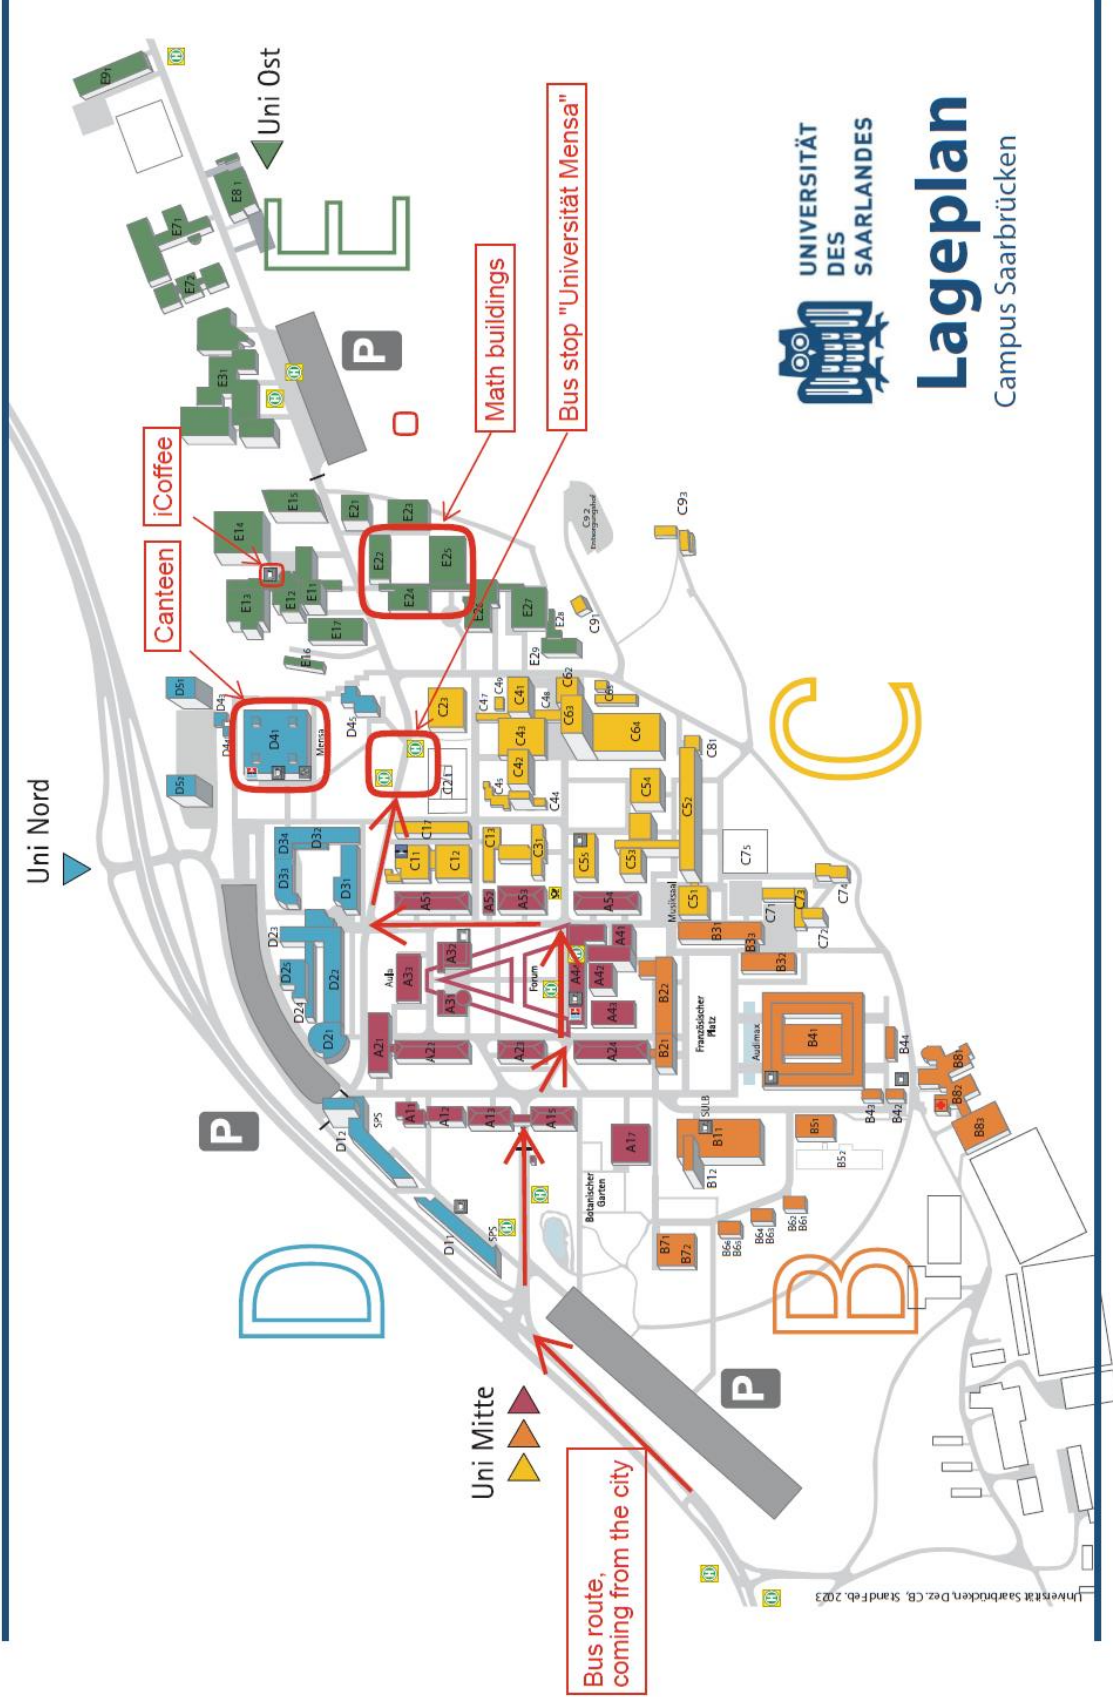 Uni Nord
E91
Uni Ost
E71
E72
E81
E
Canteen
iCoffee
P
E31
P
D51
D52
D43
D44
D41
Mensa
E14
E13
E12
E11
E15
E16
E17
D45
D34
D33
D32
D31
D23
D25
D24
D22
D21
D12
SPS
D11
SPS
D
E21
E22
E23
E24
E25
E26
E27
E28
E29
Math buildings
Bus stop "Universität Mensa"
C23
C21
C17
C11
C12
C13
C31
A51
A52
A53
A54
Aula
A33
A32
A31
Forum
A21
A22
A23
A24
A11
A12
A13
A15
A17
A41
A42
A43
C47
C49
C41
C48
C43
C42
C45
C44
C62
C63
C64
C55
C53
C54
C52
C51
C81
C91
C92
Entsorgungshof
C93
C
Musiksaal
C75
C71
C73
C72
C74
B31
B33
B32
B22
B21
Französischer
Platz
Audimax
B41
B44
B43
B42
B81
B82
B83
SULB
B11
B12
B51
B52
Botanischer
Garten
B71
B72
B66
B65
B64
B63
B62
B61
B
P
Uni Mitte
Bus route,
coming from the city
UNIVERSITÄT
DES
SAARLANDES
Lageplan
Campus Saarbrücken
Universität Saarbrücken, Dez. CB, Stand Feb. 2023